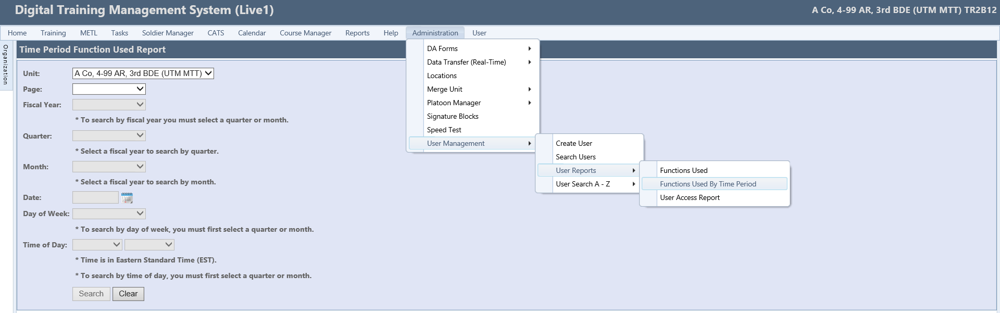 Digital Training Management System (Live1)
A Co, 4-99 AR, 3rd BDE (UTM MTT) TR2B12
Home Training METL Tasks Soldier Manager CATS Calendar Course Manager Reports Help Administration User
Organization
Time Period Function Used Report
Unit: A Co, 4-99 AR, 3rd BDE (UTM MTT)
Page:
Fiscal Year:
* To search by fiscal year you must select a quarter or month.
Quarter:
* Select a fiscal year to search by quarter.
Month:
* Select a fiscal year to search by month.
Date:
Day of Week:
* To search by day of week, you must first select a quarter or month.
Time of Day:
* Time is in Eastern Standard Time (EST).
* To search by time of day, you must first select a quarter or month.
Search Clear
DA Forms
Data Transfer (Real-Time)
Locations
Merge Unit
Platoon Manager
Signature Blocks
Speed Test
User Management
Create User
Search Users
User Reports
User Search A - Z
Functions Used
Functions Used By Time Period
User Access Report